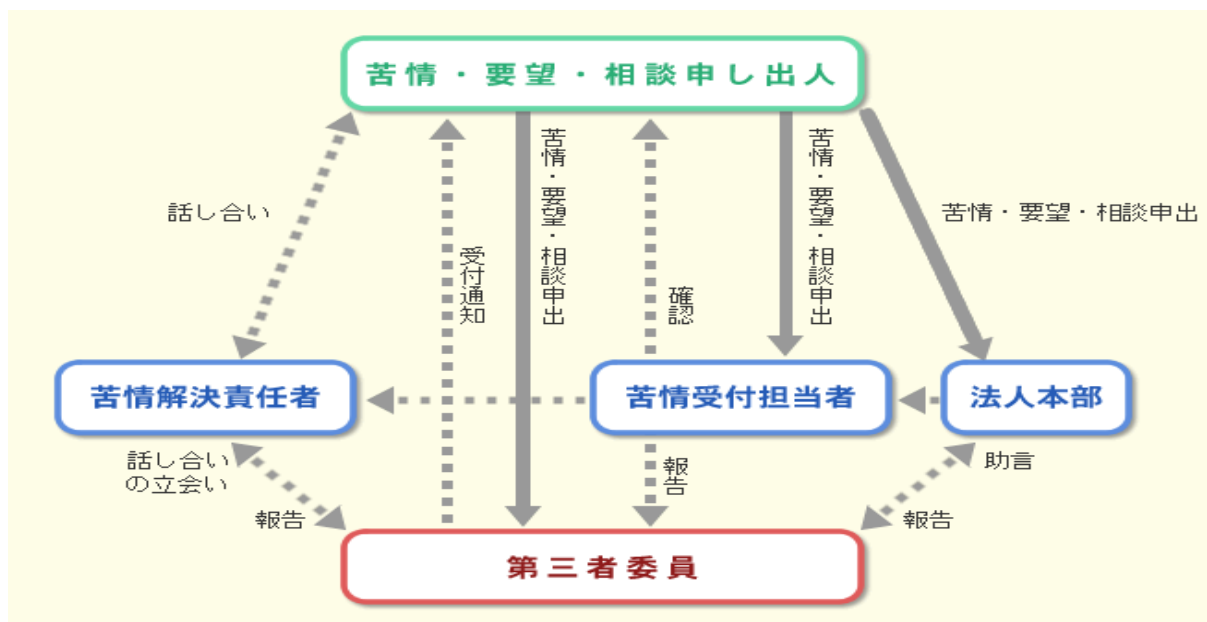 苦情・要望・相談申し出人
話し合い
受付通知
苦情・要望・相談申出
確認
苦情・要望・相談申出
苦情・要望・相談申出
苦情解決責任者
苦情受付担当者
法人本部
話し合い
の立会い
報告
報告
助言
報告
第三者委員